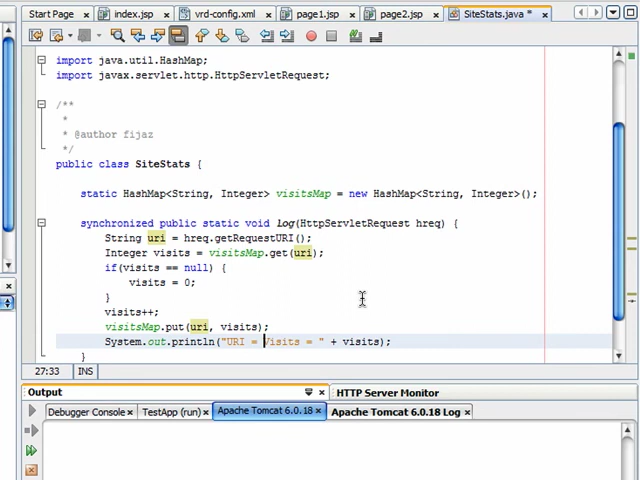 Start Page index.jsp vrd-config.xml page1.jsp page2.jsp SiteStats.java *
import java.util.HashMap;
import javax.servlet.http.HttpServletRequest;
/**
*
* @author fijaz
*/
public class SiteStats {
static HashMap<String, Integer> visitsMap = new HashMap<String, Integer>();
synchronized public static void log(HttpServletRequest hreq) {
String uri = hreq.getRequestURI();
Integer visits = visitsMap.get(uri);
if(visits == null) {
visits = 0;
}
visits++;
visitsMap.put(uri, visits);
System.out.println("URI = Visits = " + visits);
}
27:33 INS
Output HTTP Server Monitor
Debugger Console TestApp (run) Apache Tomcat 6.0.18 Apache Tomcat 6.0.18 Log